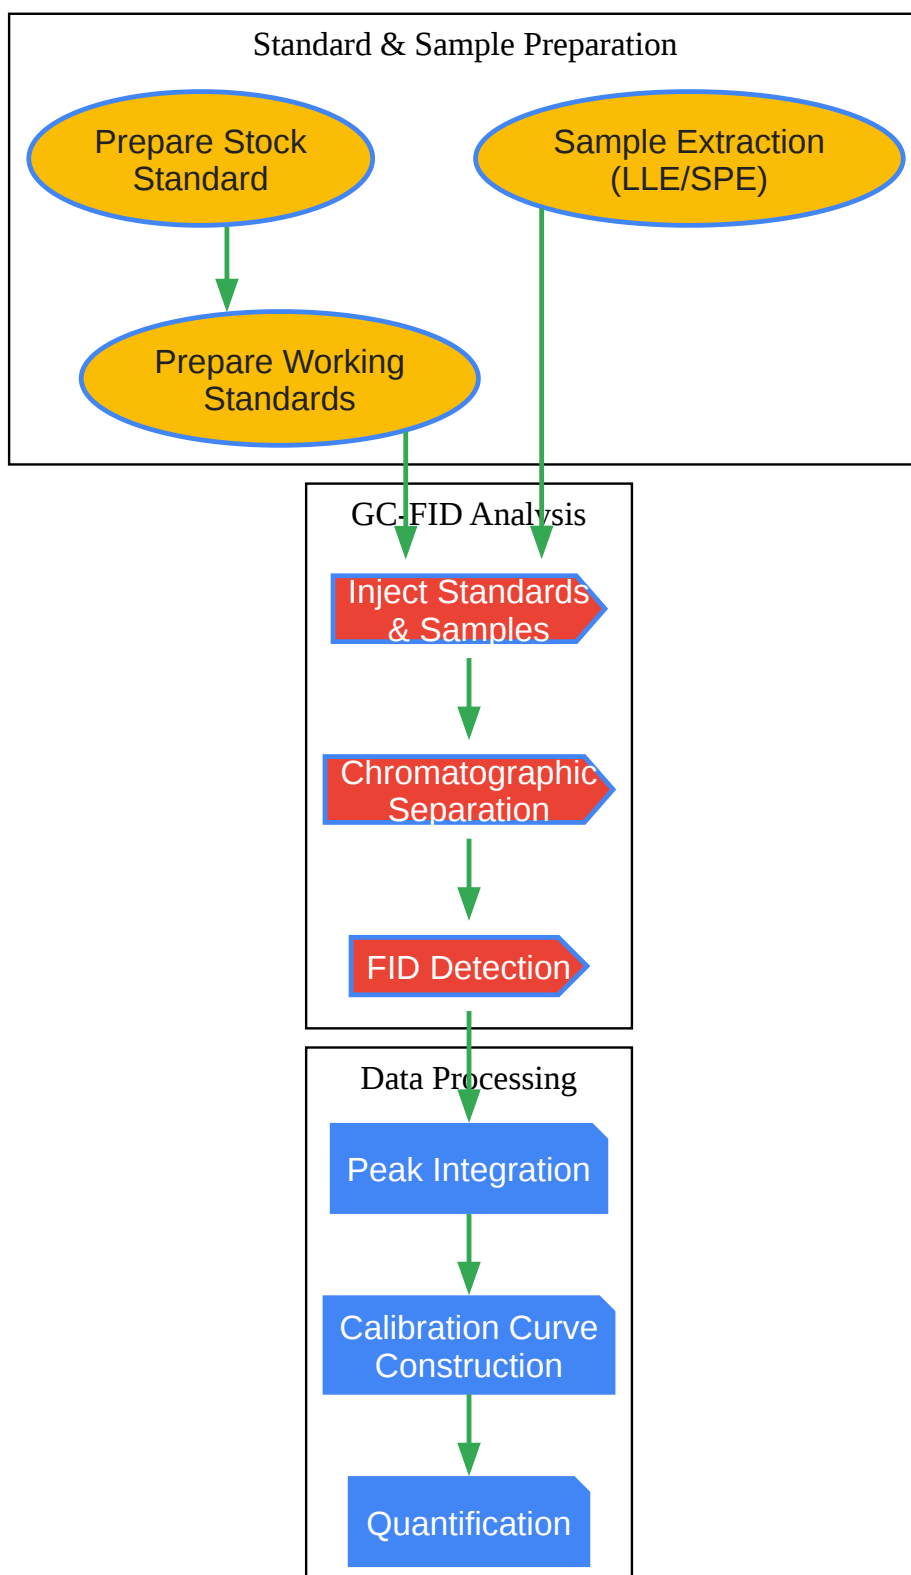 Standard & Sample Preparation
Prepare Stock
Standard
Sample Extraction
(LLE/SPE)
Prepare Working
Standards
GC-FID Analysis
Inject Standards
& Samples
Chromatographic
Separation
FID Detection
Data Processing
Peak Integration
Calibration Curve
Construction
Quantification